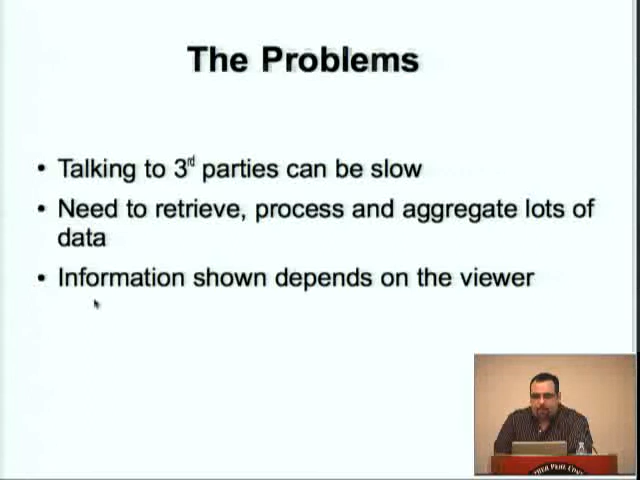 The Problems
• Talking to 3rd parties can be slow
• Need to retrieve, process and aggregate lots of
data
• Information shown depends on the viewer